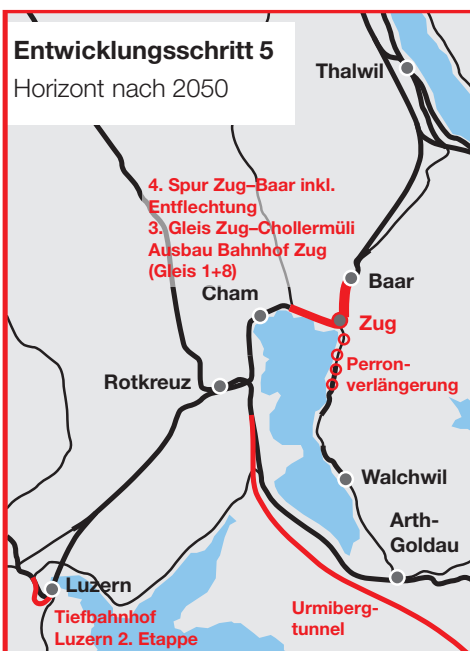 Entwicklungsschritt 5
Horizont nach 2050
Thalwil
4. Spur Zug–Baar inkl.
Entflechtung
3. Gleis Zug–Chollermüli
Ausbau Bahnhof Zug
(Gleis 1+8)
Baar
Cham
Zug
Perron-
verlängerung
Rotkreuz
Walchwil
Arth-
Goldau
Luzern
Tiefbahnhof
Luzern 2. Etappe
Urmiberg-
tunnel